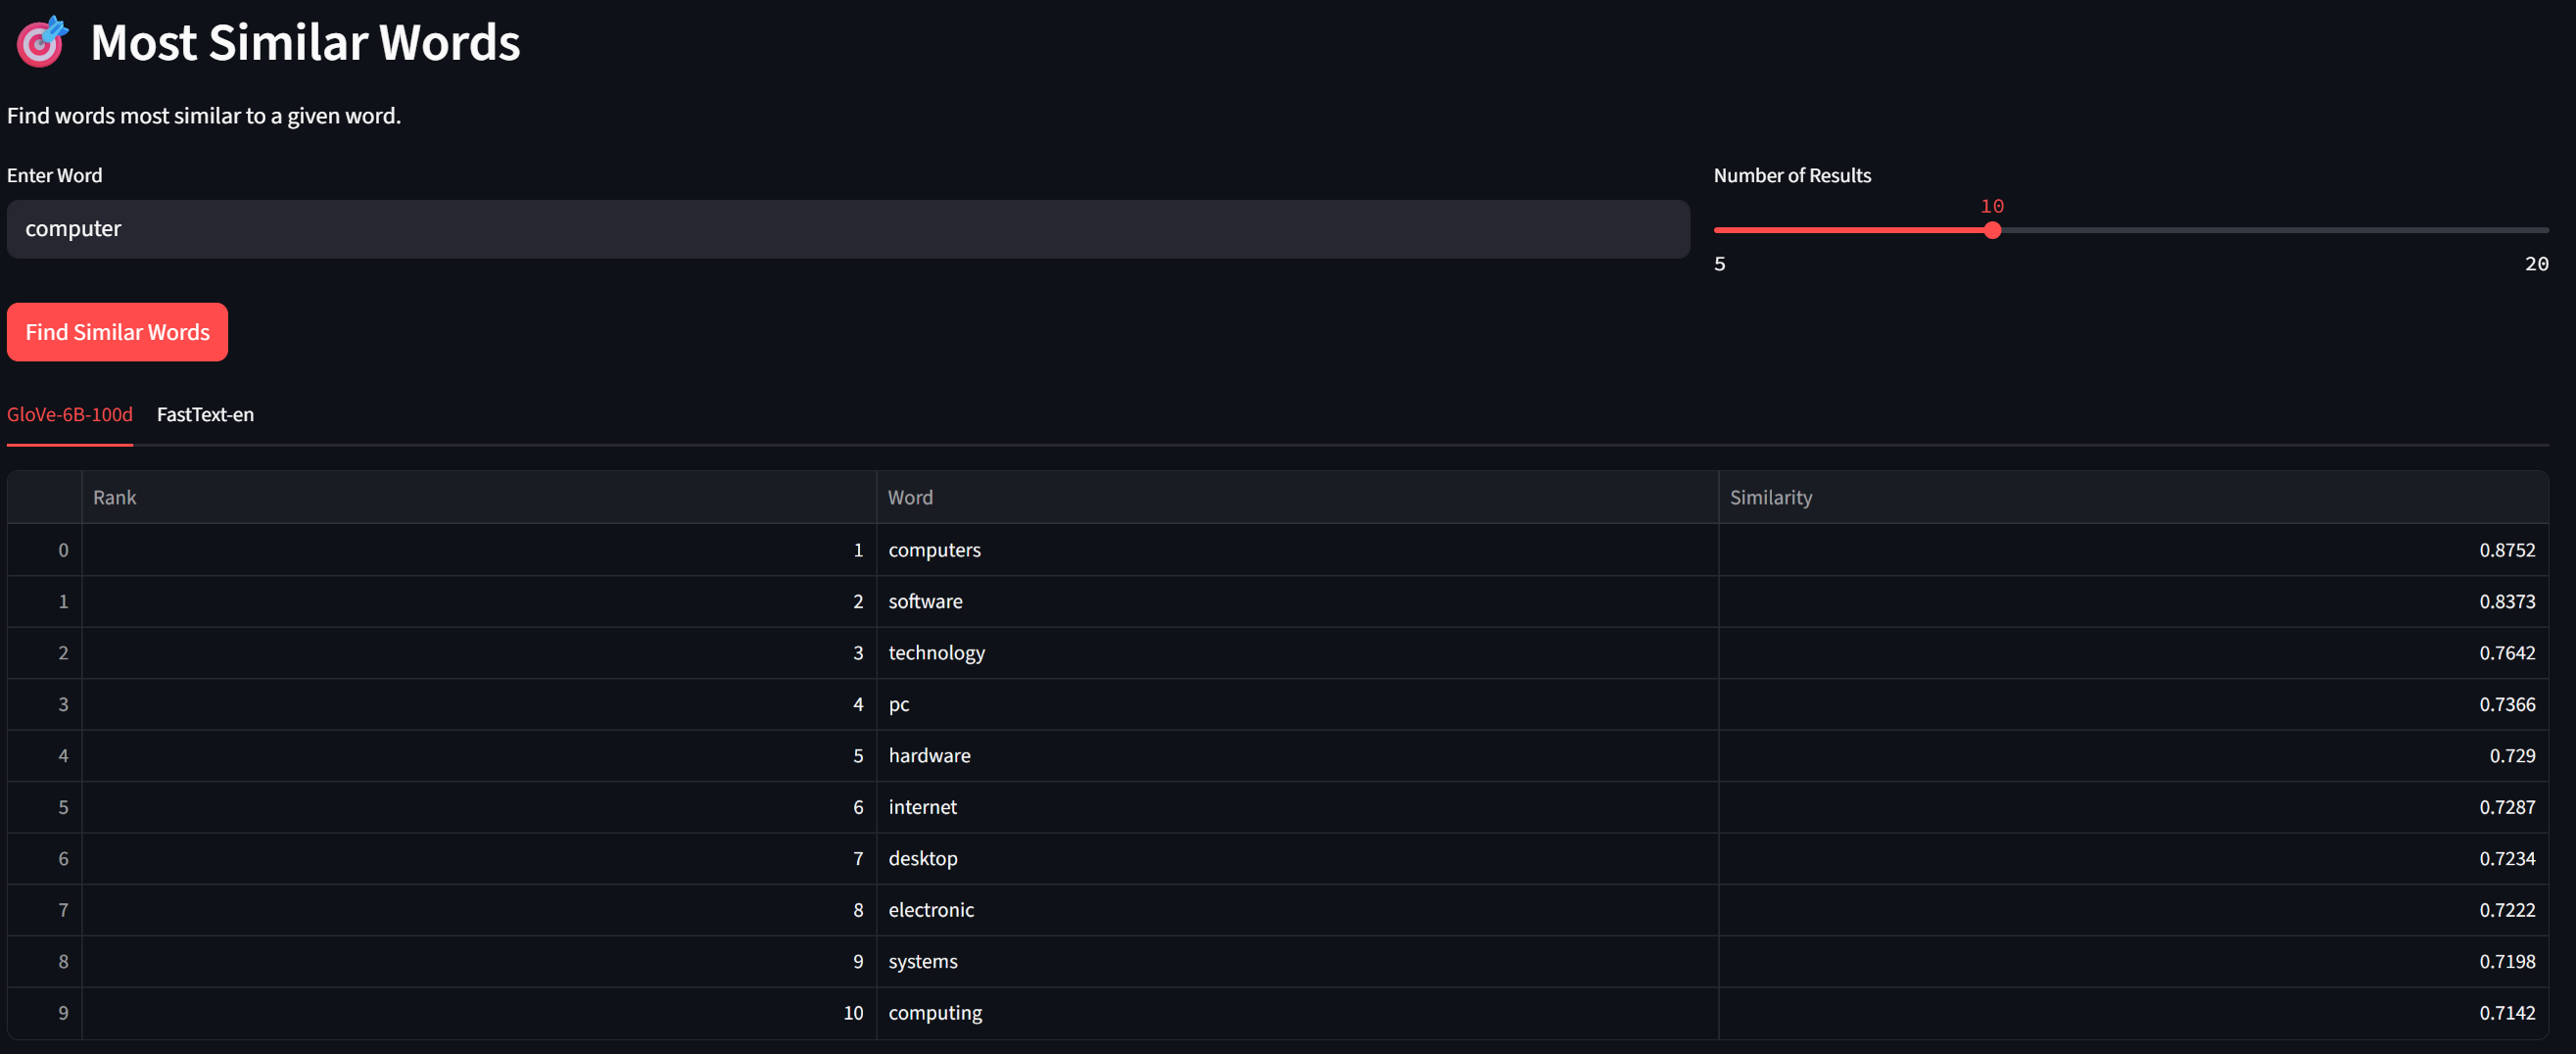 Most Similar Words
Find words most similar to a given word.
Enter Word
computer
Number of Results
10
5 20
Find Similar Words
GloVe-6B-100d FastText-en
Rank Word Similarity
0 1 computers 0.8752
1 2 software 0.8373
2 3 technology 0.7642
3 4 pc 0.7366
4 5 hardware 0.729
5 6 internet 0.7287
6 7 desktop 0.7234
7 8 electronic 0.7222
8 9 systems 0.7198
9 10 computing 0.7142